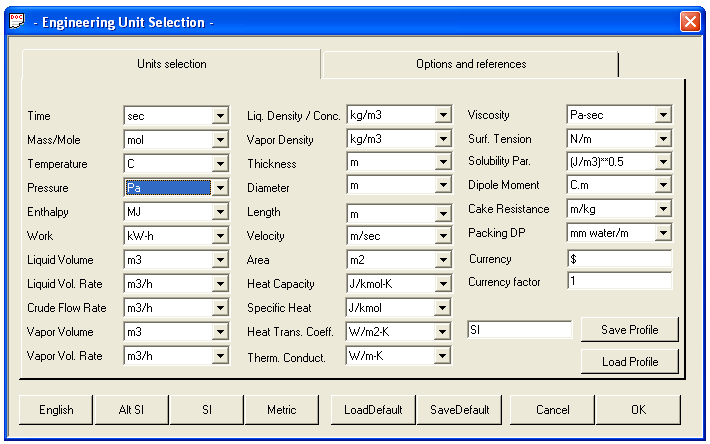 - Engineering Unit Selection -
Units selection
Options and references
Time sec
Mass/Mole mol
Temperature C
Pressure Pa
Enthalpy MJ
Work kW-h
Liquid Volume m3
Liquid Vol. Rate m3/h
Crude Flow Rate m3/h
Vapor Volume m3
Vapor Vol. Rate m3/h
Liq. Density / Conc. kg/m3
Vapor Density kg/m3
Thickness m
Diameter m
Length m
Velocity m/sec
Area m2
Heat Capacity J/kmol-K
Specific Heat J/kmol
Heat Trans. Coeff. W/m2-K
Therm. Conduct. W/m-K
Viscosity Pa-sec
Surf. Tension N/m
Solubility Par. (J/m3)**0.5
Dipole Moment C.m
Cake Resistance m/kg
Packing DP mm water/m
Currency $
Currency factor 1
SI
Save Profile
Load Profile
English
Alt SI
SI
Metric
LoadDefault
SaveDefault
Cancel
OK